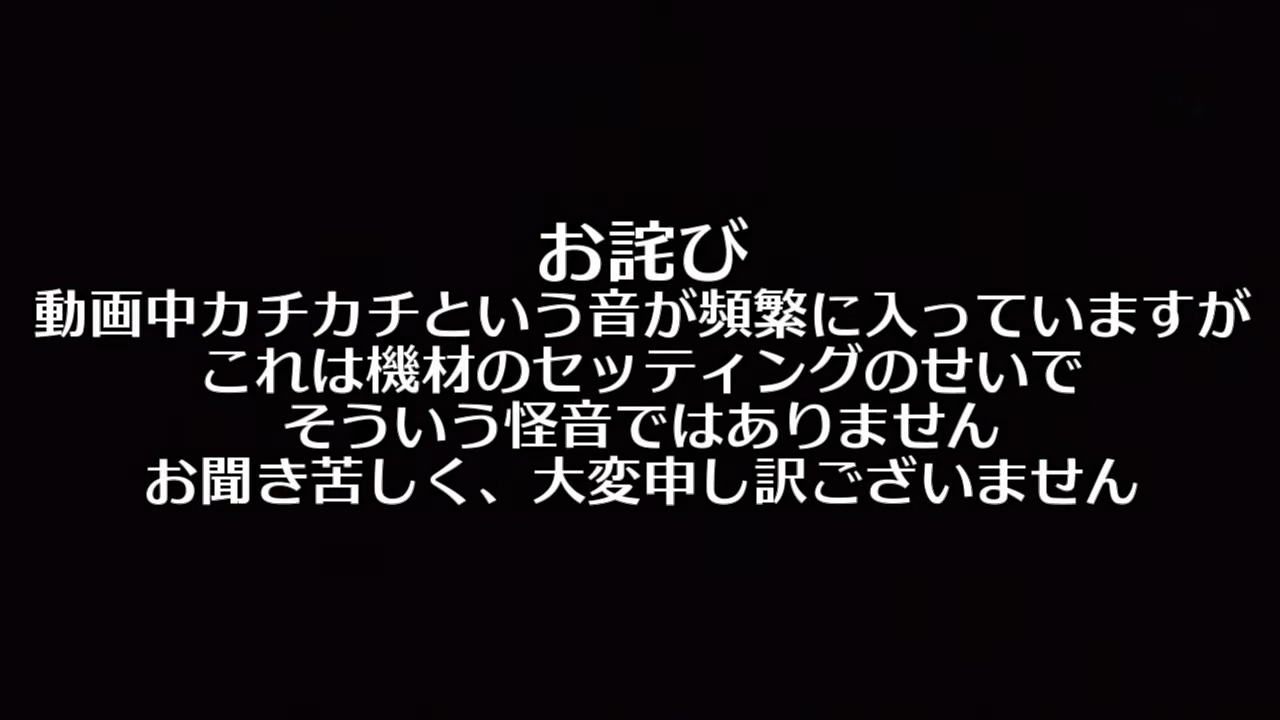 お詫び
動画中カチカチという音が頻繁に入っていますが
これは機材のセッティングのせいで
そういう怪音ではありません
お聞き苦しく、大変申し訳ございません